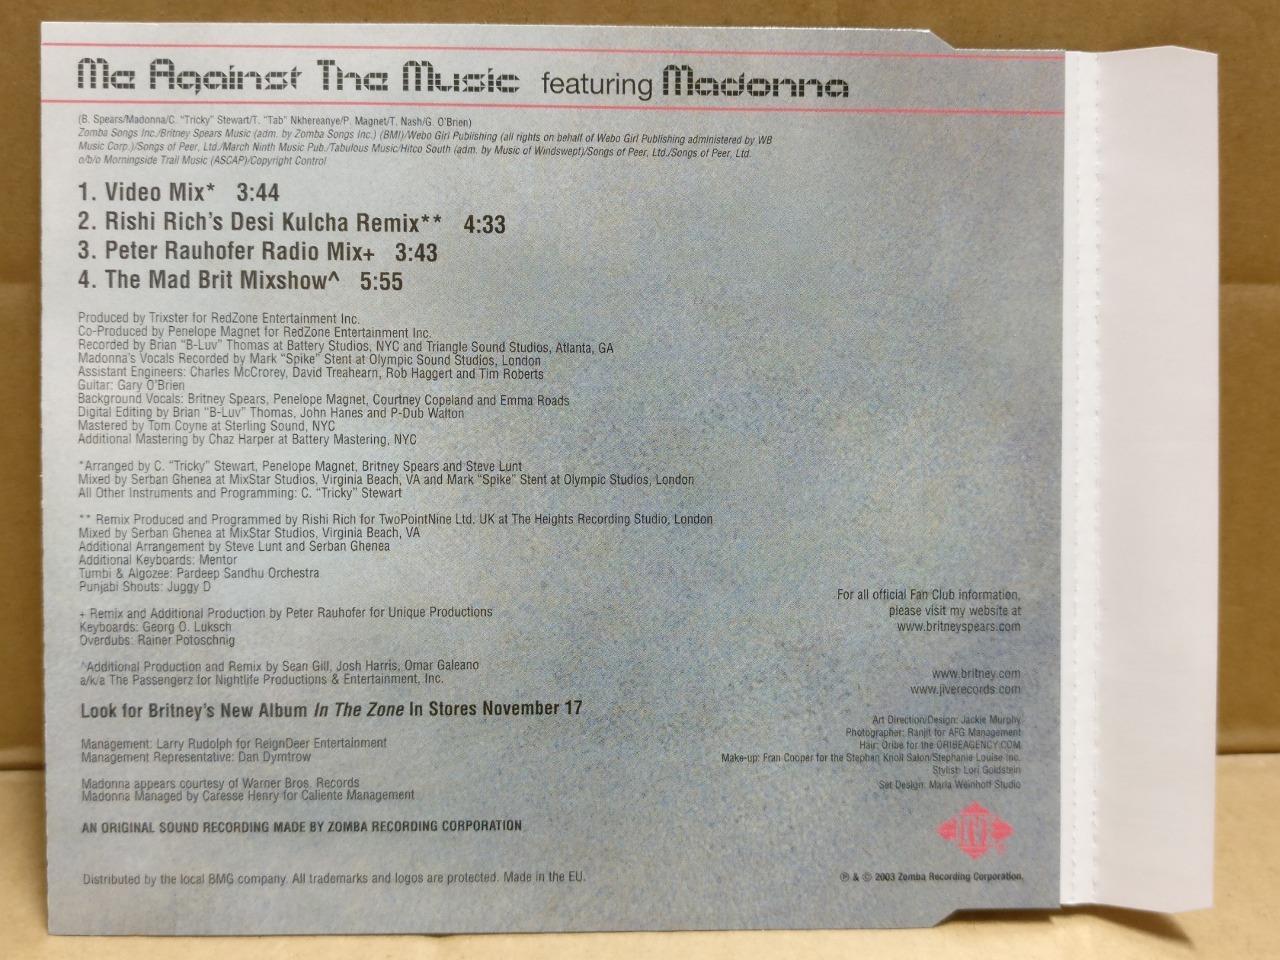 Me Against The Music featuring Madonna
(B. Spears/Madonna/C. "Tricky" Stewart/T. "Tab" Nkhereanye/P. Magnet/T. Nash/G. O'Brien)
Zomba Songs Inc./Britney Spears Music (adm. by Zomba Songs Inc.) (BMI)/Webo Girl Publishing (all rights on behalf of Webo Girl Publishing administered by WB
Music Corp.)/Songs of Peer, Ltd./March Ninth Music Pub./Tabulous Music/Hitco South (adm. by Music of Windswept)/Songs of Peer, Ltd./Songs of Peer, Ltd.
o/b/o Morningside Trail Music (ASCAP)/Copyright Control
1. Video Mix* 3:44
2. Rishi Rich's Desi Kulcha Remix** 4:33
3. Peter Rauhofer Radio Mix+ 3:43
4. The Mad Brit Mixshow^ 5:55
Produced by Trixster for RedZone Entertainment Inc.
Co-Produced by Penelope Magnet for RedZone Entertainment Inc.
Recorded by Brian "B-Luv" Thomas at Battery Studios, NYC and Triangle Sound Studios, Atlanta, GA
Madonna's Vocals Recorded by Mark "Spike" Stent at Olympic Sound Studios, London
Assistant Engineers: Charles McCrorey, David Treahearn, Rob Haggert and Tim Roberts
Guitar: Gary O'Brien
Background Vocals: Britney Spears, Penelope Magnet, Courtney Copeland and Emma Roads
Digital Editing by Brian "B-Luv" Thomas, John Hanes and P-Dub Walton
Mastered by Tom Coyne at Sterling Sound, NYC
Additional Mastering by Chaz Harper at Battery Mastering, NYC
*Arranged by C. "Tricky" Stewart, Penelope Magnet, Britney Spears and Steve Lunt
Mixed by Serban Ghenea at MixStar Studios, Virginia Beach, VA and Mark "Spike" Stent at Olympic Studios, London
All Other Instruments and Programming: C. "Tricky" Stewart
** Remix Produced and Programmed by Rishi Rich for TwoPointNine Ltd. UK at The Heights Recording Studio, London
Mixed by Serban Ghenea at MixStar Studios, Virginia Beach, VA
Additional Arrangement by Steve Lunt and Serban Ghenea
Additional Keyboards: Mentor
Tumbi & Algozee: Pardeep Sandhu Orchestra
Punjabi Shouts: Juggy D
+ Remix and Additional Production by Peter Rauhofer for Unique Productions
Keyboards: Georg O. Luksch
Overdubs: Rainer Potoschnig
^Additional Production and Remix by Sean Gill, Josh Harris, Omar Galeano
a/k/a The Passengerz for Nightlife Productions & Entertainment, Inc.
Look for Britney's New Album In The Zone In Stores November 17
Management: Larry Rudolph for ReignDeer Entertainment
Management Representative: Dan Dymtrow
Madonna appears courtesy of Warner Bros. Records
Madonna Managed by Caresse Henry for Caliente Management
AN ORIGINAL SOUND RECORDING MADE BY ZOMBA RECORDING CORPORATION
Distributed by the local BMG company. All trademarks and logos are protected. Made in the EU.
For all official Fan Club information,
please visit my website at
www.britneyspears.com
www.britney.com
www.jiverecords.com
Art Direction/Design: Jackie Murphy
Photographer: Ranjit for AFG Management
Hair: Oribe for the ORIBEAGENCY.COM
Make-up: Fran Cooper for the Stephen Knoll Salon/Stephanie Louise Inc.
Stylist: Lori Goldstein
Set Design: Marla Weinhoff Studio
JIVE
℗ & © 2003 Zomba Recording Corporation.